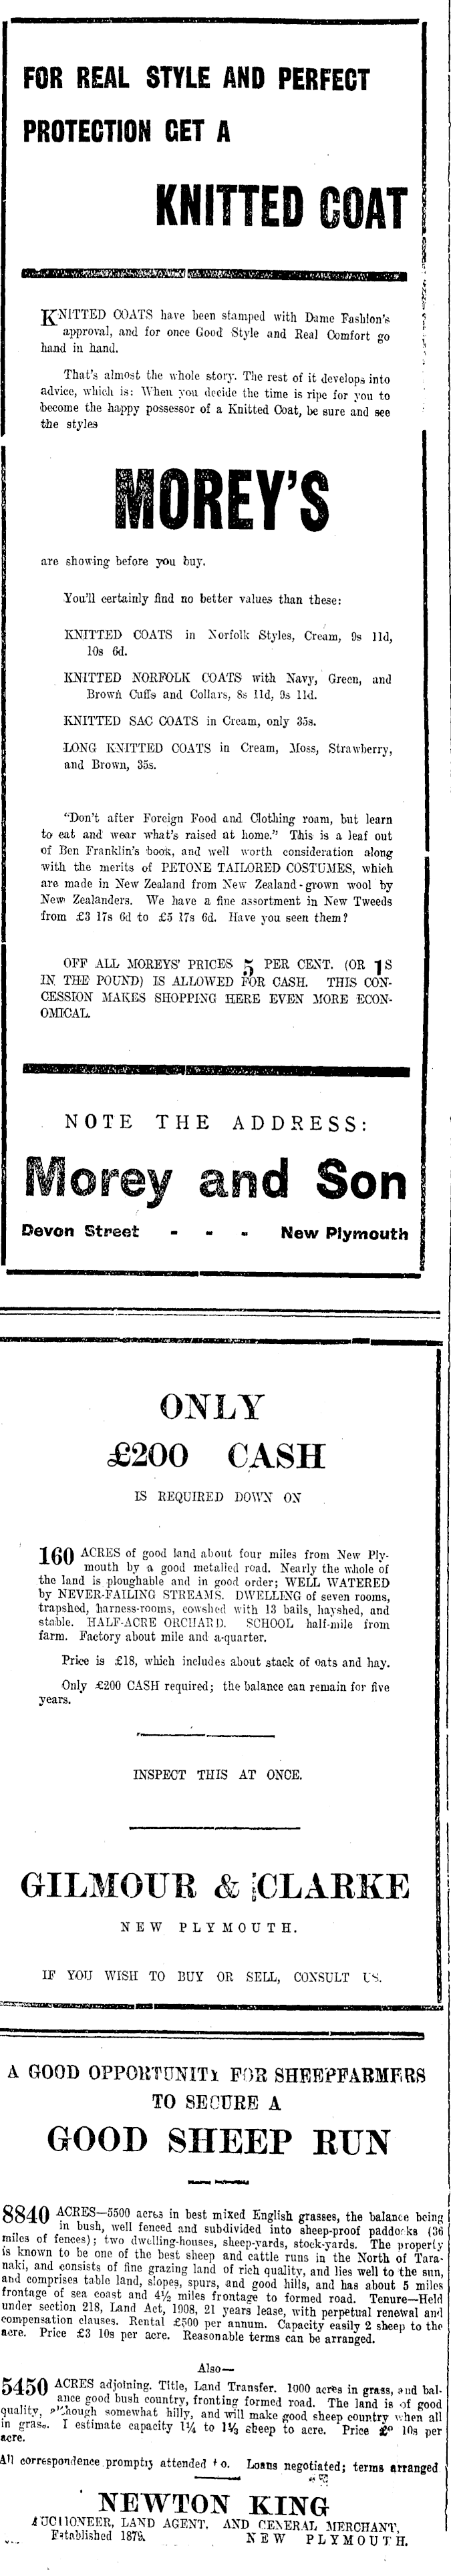 FOR REAL STYLE AND PERFECT
PROTECTION GET A
KNITTED COAT
KNITTED COATS have been stamped with Dame Fashion's
approval, and for once Good Style and Real Comfort go
hand in hand.
That's almost the whole story. The rest of it develops into
advice, which is: When you decide the time is ripe for you to
become the happy possessor of a Knitted Coat, be sure and see
the styles
MOREY'S
are showing before you buy.
You'll certainly find no better values than these:
KNITTED COATS in Norfolk Styles, Cream, 9s 11d,
10s 6d.
KNITTED NORFOLK COATS with Navy, Green, and
Brown Cuffs and Collars, 8s 11d, 9s 11d.
KNITTED SAC COATS in Cream, only 35s.
LONG KNITTED COATS in Cream, Moss, Strawberry,
and Brown, 35s.
"Don't after Foreign Food and Clothing roam, but learn
to eat and wear what's raised at home." This is a leaf out
of Ben Franklin's book, and well worth consideration along
with the merits of PETONE TAILORED COSTUMES, which
are made in New Zealand from New Zealand-grown wool by
New Zealanders. We have a fine assortment in New Tweeds
from £3 17s 6d to £5 17s 6d. Have you seen them?
OFF ALL MOREYS' PRICES 5 PER CENT. (OR 1S
IN THE POUND) IS ALLOWED FOR CASH. THIS CON-
CESSION MAKES SHOPPING HERE EVEN MORE ECON-
OMICAL.
NOTE THE ADDRESS:
Morey and Son
Devon Street - - - New Plymouth
ONLY
£200 CASH
IS REQUIRED DOWN ON
160 ACRES of good land about four miles from New Ply-
mouth by a good metalled road. Nearly the whole of
the land is ploughable and in good order; WELL WATERED
by NEVER-FAILING STREAMS. DWELLING of seven rooms,
trapshed, harness-rooms, cowshed with 13 bails, hayshed, and
stable. HALF-ACRE ORCHARD. SCHOOL half-mile from
farm. Factory about mile and a-quarter.
Price is £18, which includes about stack of oats and hay.
Only £200 CASH required; the balance can remain for five
years.
INSPECT THIS AT ONCE.
GILMOUR & CLARKE
NEW PLYMOUTH.
IF YOU WISH TO BUY OR SELL, CONSULT US.
A GOOD OPPORTUNITY FOR SHEEPFARMERS
TO SECURE A
GOOD SHEEP RUN
8840 ACRES—5500 acres in best mixed English grasses, the balance being
in bush, well fenced and subdivided into sheep-proof paddocks (36
miles of fences); two dwelling-houses, sheep-yards, stock-yards. The property
is known to be one of the best sheep and cattle runs in the North of Tara-
naki, and consists of fine grazing land of rich quality, and lies well to the sun,
and comprises table land, slopes, spurs, and good hills, and has about 5 miles
frontage of sea coast and 4½ miles frontage to formed road. Tenure—Held
under section 218, Land Act, 1908, 21 years lease, with perpetual renewal and
compensation clauses. Rental £500 per annum. Capacity easily 2 sheep to the
acre. Price £3 10s per acre. Reasonable terms can be arranged.
Also—
5450 ACRES adjoining. Title, Land Transfer. 1000 acres in grass, and bal-
ance good bush country, fronting formed road. The land is of good
quality, although somewhat hilly, and will make good sheep country when all
in grass. I estimate capacity 1¼ to 1½ sheep to acre. Price 10s per
acre.
All correspondence promptly attended to. Loans negotiated; terms arranged
NEWTON KING
AUCTIONEER, LAND AGENT, AND GENERAL MERCHANT,
Established 1879. NEW PLYMOUTH.